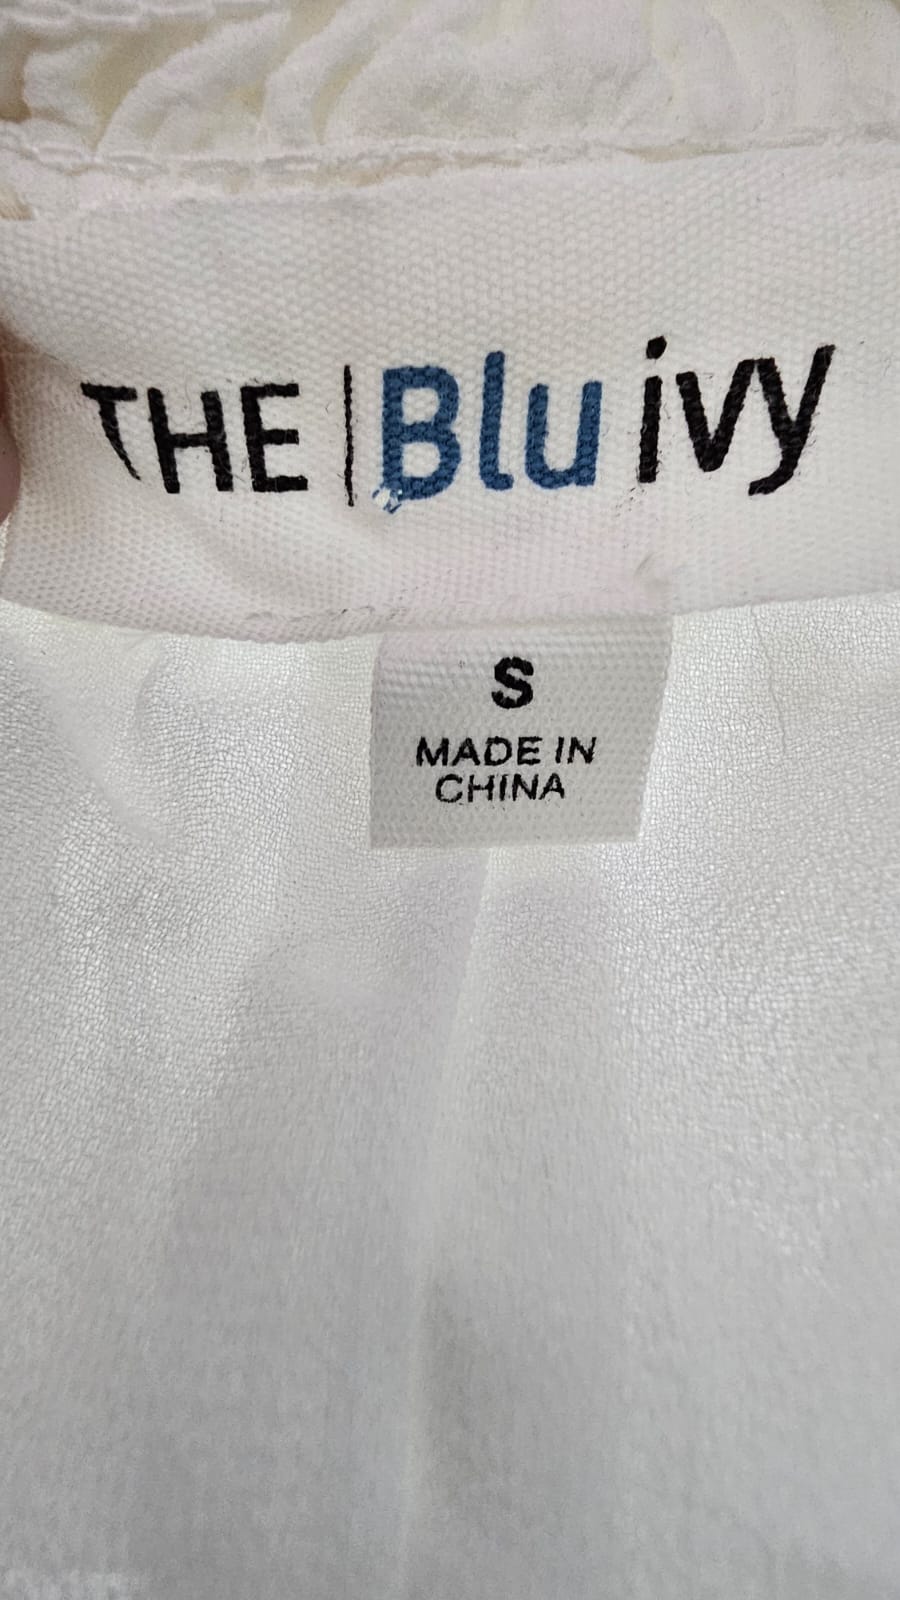 THE | Blu ivy
S
MADE IN
CHINA